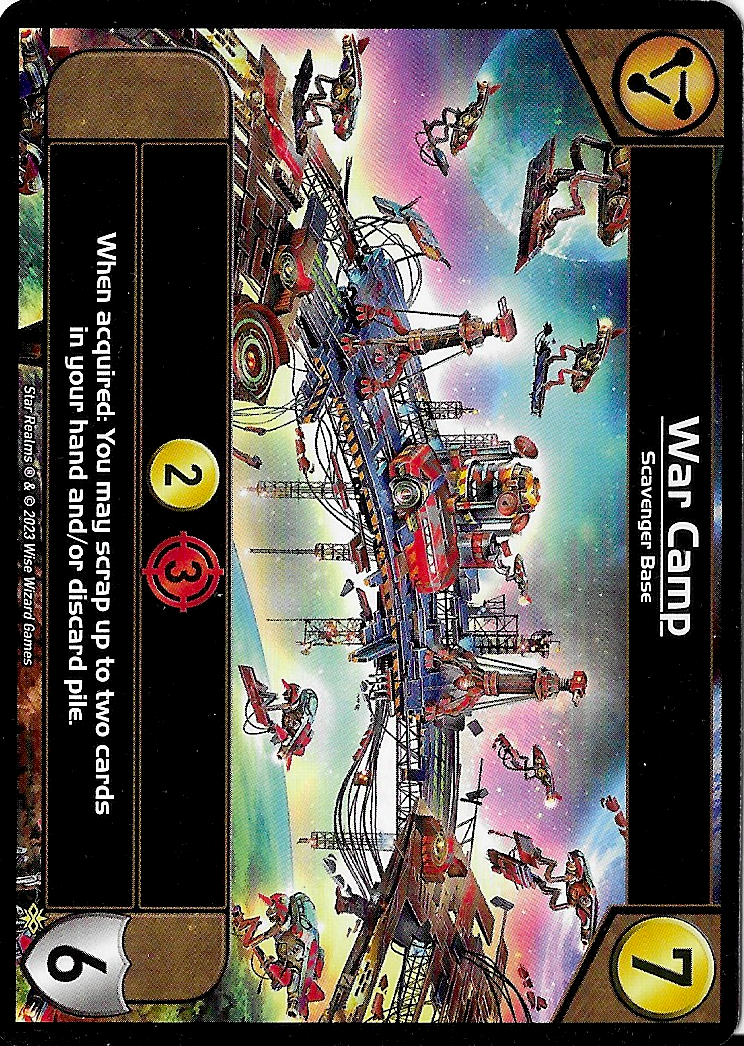 War Camp
Scavenger Base
7
2 3
When acquired: You may scrap up to two cards
in your hand and/or discard pile.
6
Star Realms ® & © 2023 Wise Wizard Games